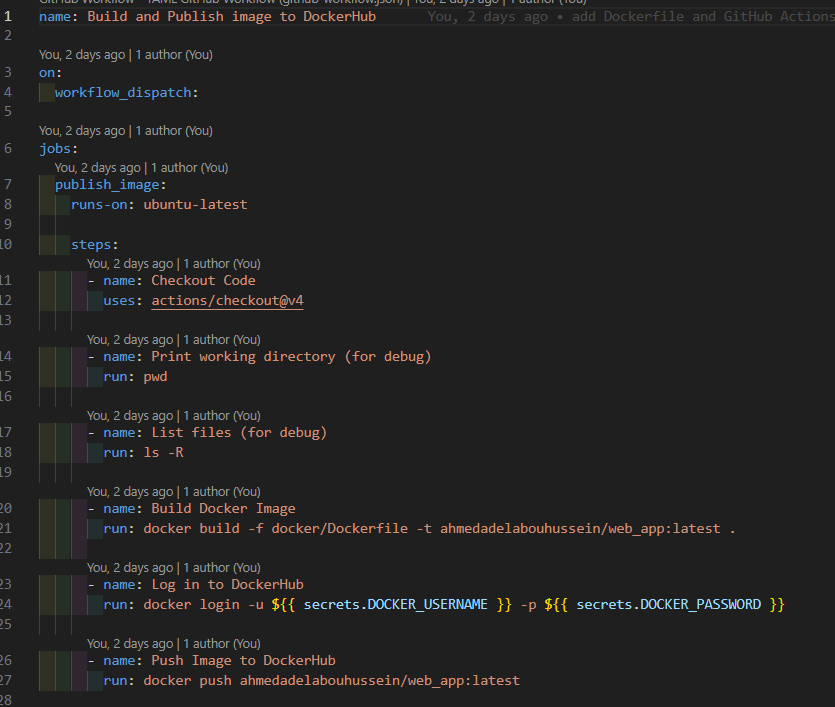 GitHub Workflow - YAML GitHub Workflow (github-workflow.json) | You, 2 days ago | 1 author (You)
1 name: Build and Publish image to DockerHub You, 2 days ago • add Dockerfile and GitHub Actions
2
You, 2 days ago | 1 author (You)
3 on:
4 workflow_dispatch:
5
You, 2 days ago | 1 author (You)
6 jobs:
You, 2 days ago | 1 author (You)
7 publish_image:
8 runs-on: ubuntu-latest
9
10 steps:
You, 2 days ago | 1 author (You)
11 - name: Checkout Code
12 uses: actions/checkout@v4
13
You, 2 days ago | 1 author (You)
14 - name: Print working directory (for debug)
15 run: pwd
16
You, 2 days ago | 1 author (You)
17 - name: List files (for debug)
18 run: ls -R
19
You, 2 days ago | 1 author (You)
20 - name: Build Docker Image
21 run: docker build -f docker/Dockerfile -t ahmedadelabouhussein/web_app:latest .
22
You, 2 days ago | 1 author (You)
23 - name: Log in to DockerHub
24 run: docker login -u ${{ secrets.DOCKER_USERNAME }} -p ${{ secrets.DOCKER_PASSWORD }}
25
You, 2 days ago | 1 author (You)
26 - name: Push Image to DockerHub
27 run: docker push ahmedadelabouhussein/web_app:latest
28